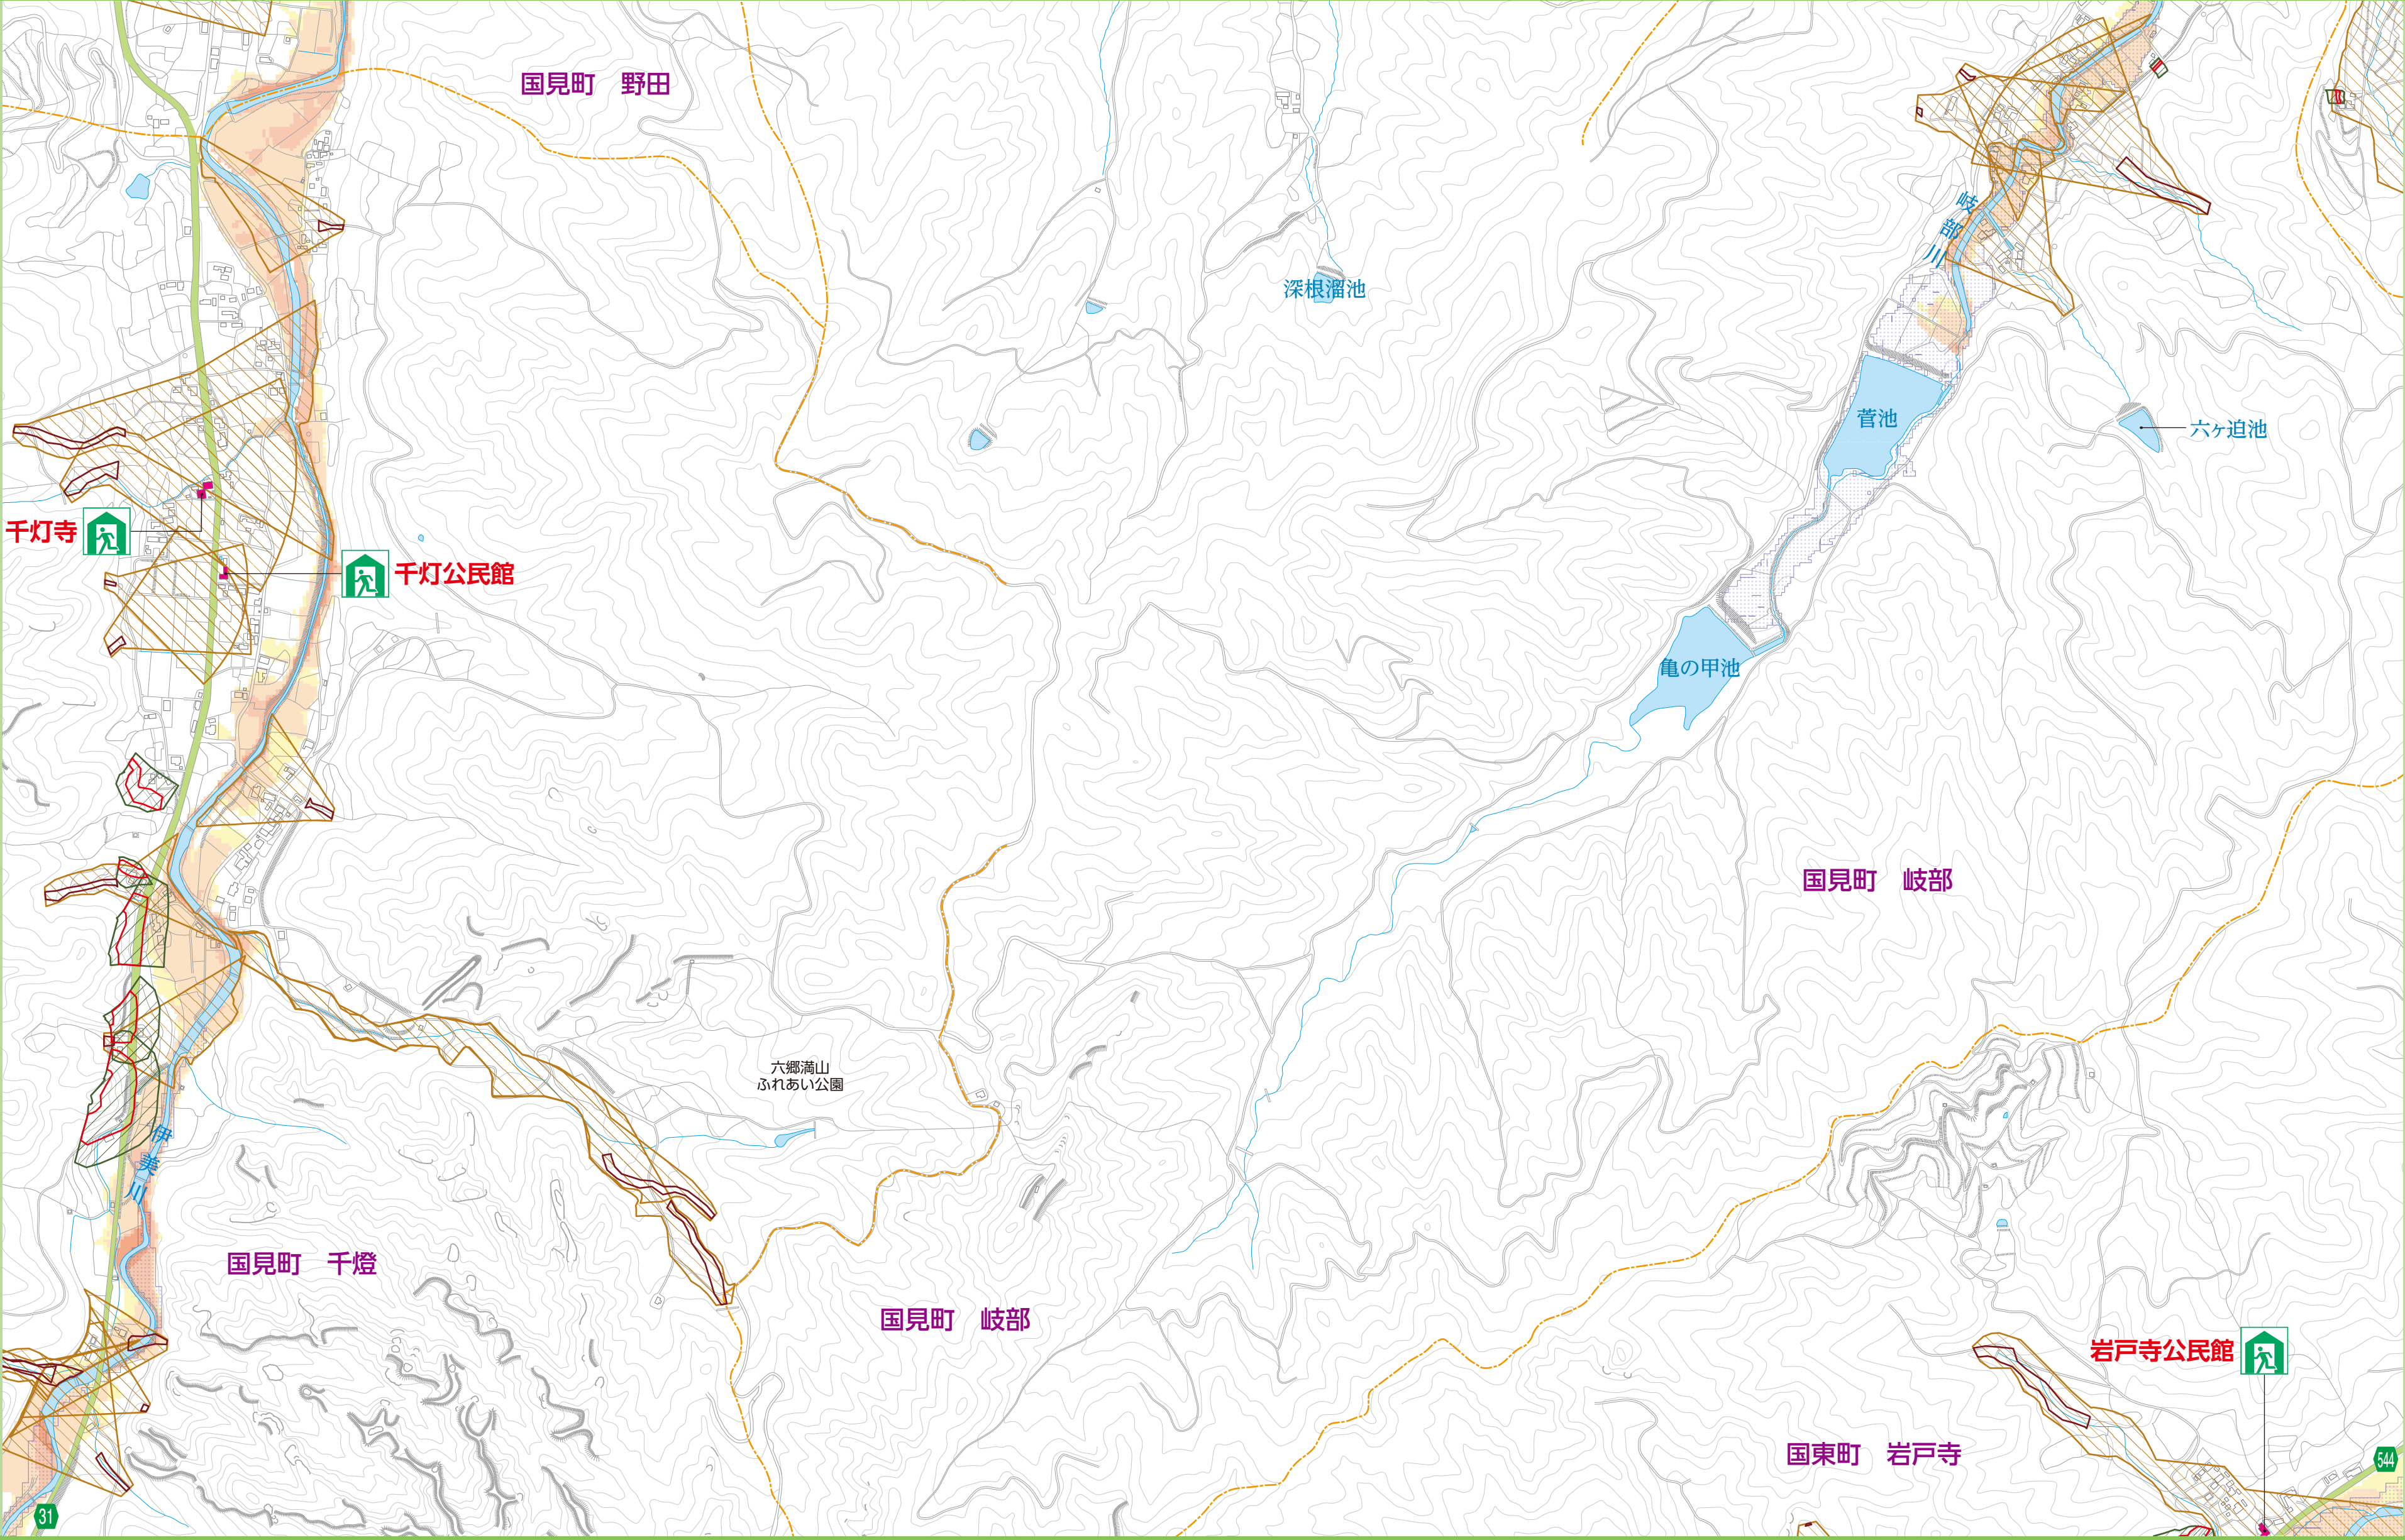 国見町　野田
岐部川
深根溜池
菅池
六ヶ迫池
千灯寺
千灯公民館
亀の甲池
国見町　岐部
六郷満山
ふれあい公園
伊美川
国見町　千燈
国見町　岐部
岩戸寺公民館
国東町　岩戸寺
544
31